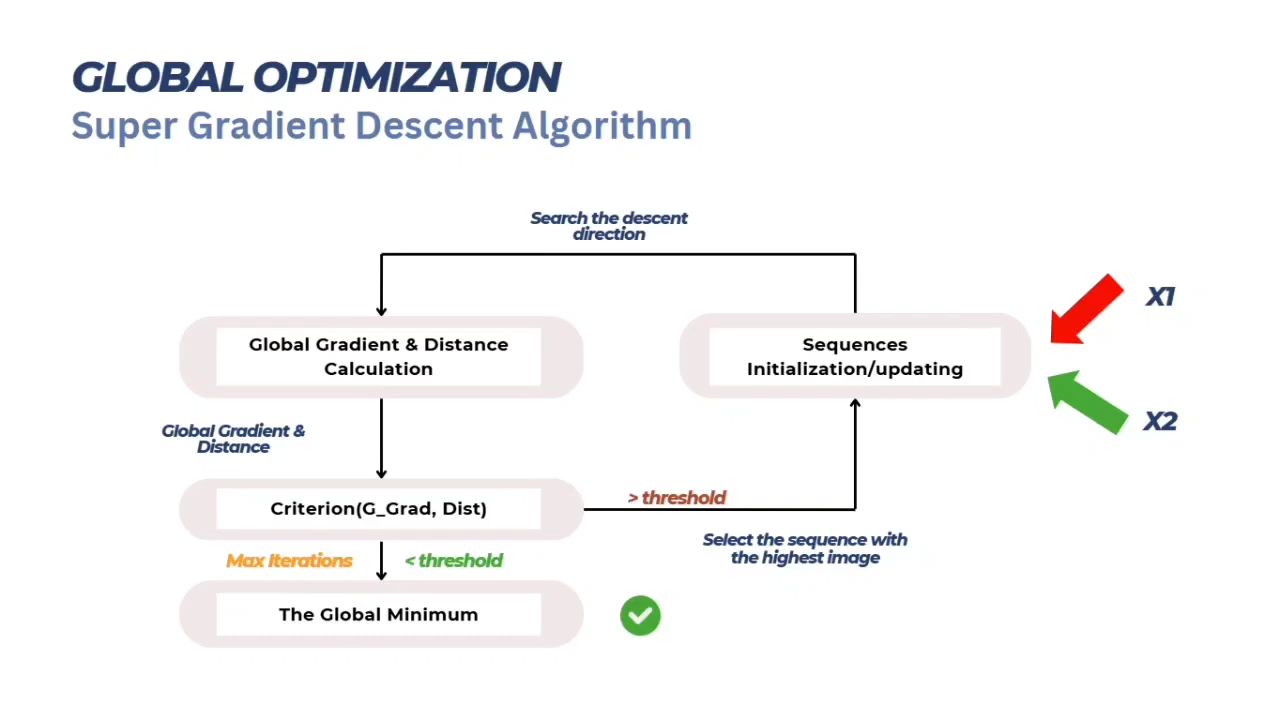 GLOBAL OPTIMIZATION
Super Gradient Descent Algorithm
Search the descent
direction
X1
Global Gradient & Distance
Calculation
Sequences
Initialization/updating
X2
Global Gradient &
Distance
> threshold
Criterion(G_Grad, Dist)
Select the sequence with
the highest image
Max Iterations
< threshold
The Global Minimum